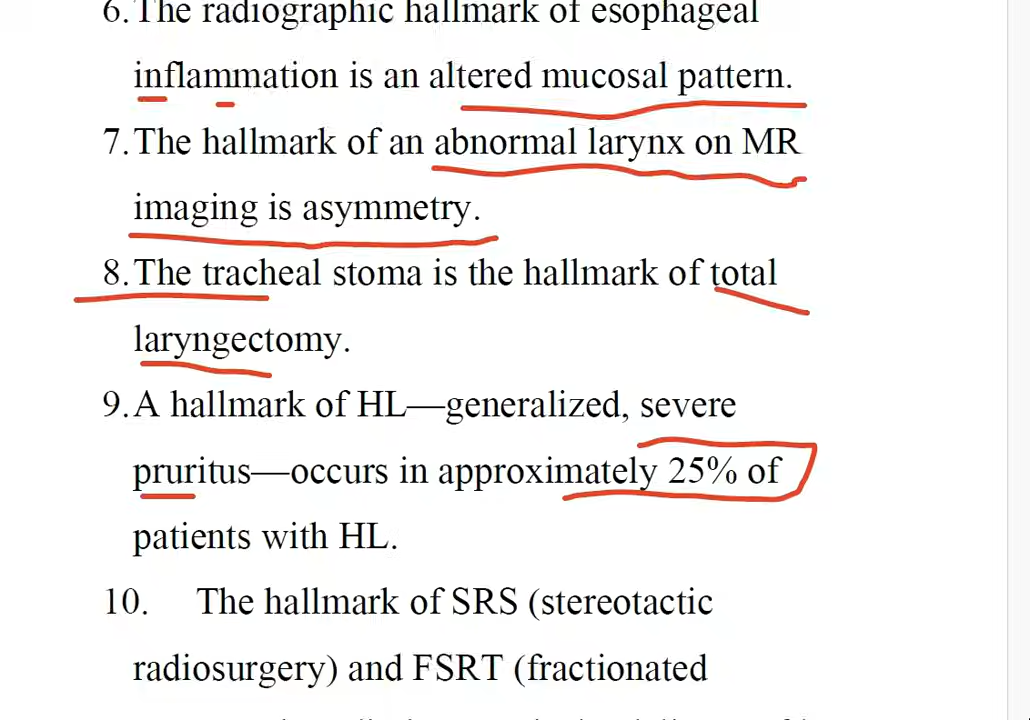 6. The radiographic hallmark of esophageal
inflammation is an altered mucosal pattern.
7. The hallmark of an abnormal larynx on MR
imaging is asymmetry.
8. The tracheal stoma is the hallmark of total
laryngectomy.
9. A hallmark of HL—generalized, severe
pruritus—occurs in approximately 25% of
patients with HL.
10. The hallmark of SRS (stereotactic
radiosurgery) and FSRT (fractionated